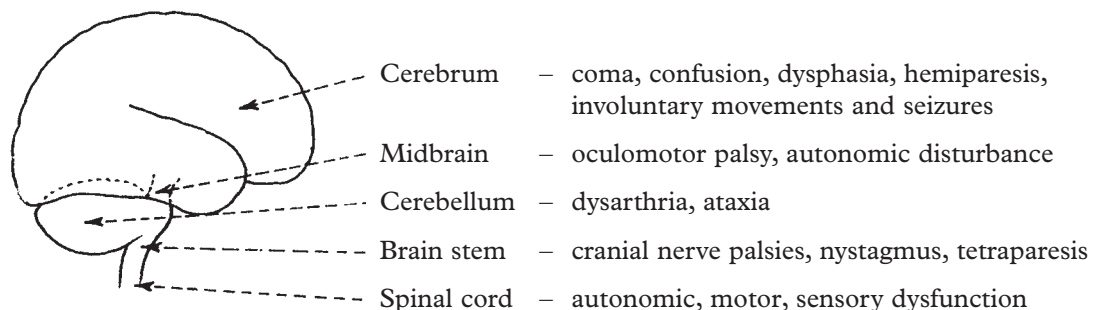 Cerebrum – coma, confusion, dysphasia, hemiparesis,
involuntary movements and seizures
Midbrain – oculomotor palsy, autonomic disturbance
Cerebellum – dysarthria, ataxia
Brain stem – cranial nerve palsies, nystagmus, tetraparesis
Spinal cord – autonomic, motor, sensory dysfunction